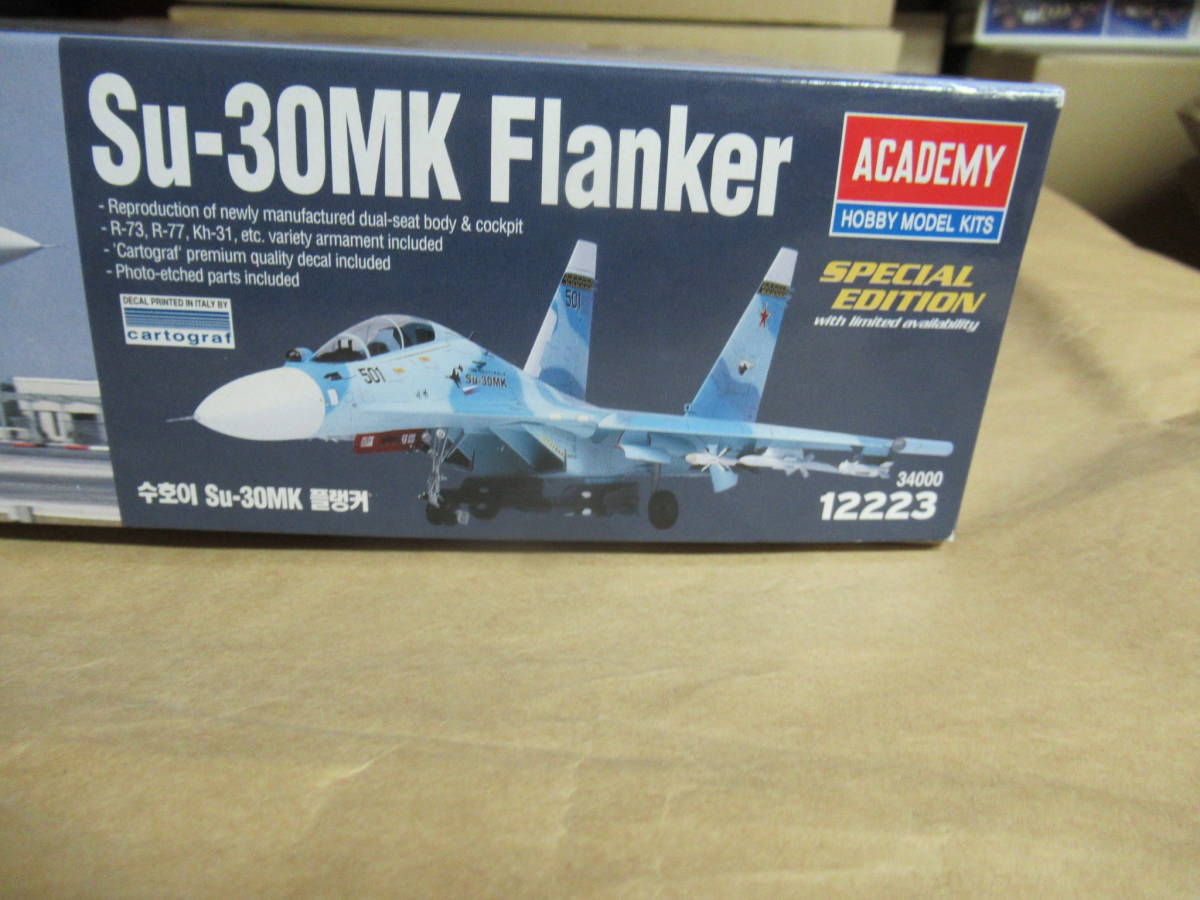 Su-30MK Flanker
- Reproduction of newly manufactured dual-seat body & cockpit
- R-73, R-77, Kh-31, etc. variety armament included
- 'Cartograf' premium quality decal included
- Photo-etched parts included
DECAL PRINTED IN ITALY BY
cartograf
ACADEMY
HOBBY MODEL KITS
SPECIAL
EDITION
with limited availability
501
501
Su-30MK
수호이 Su-30MK 플랭커
34000
12223